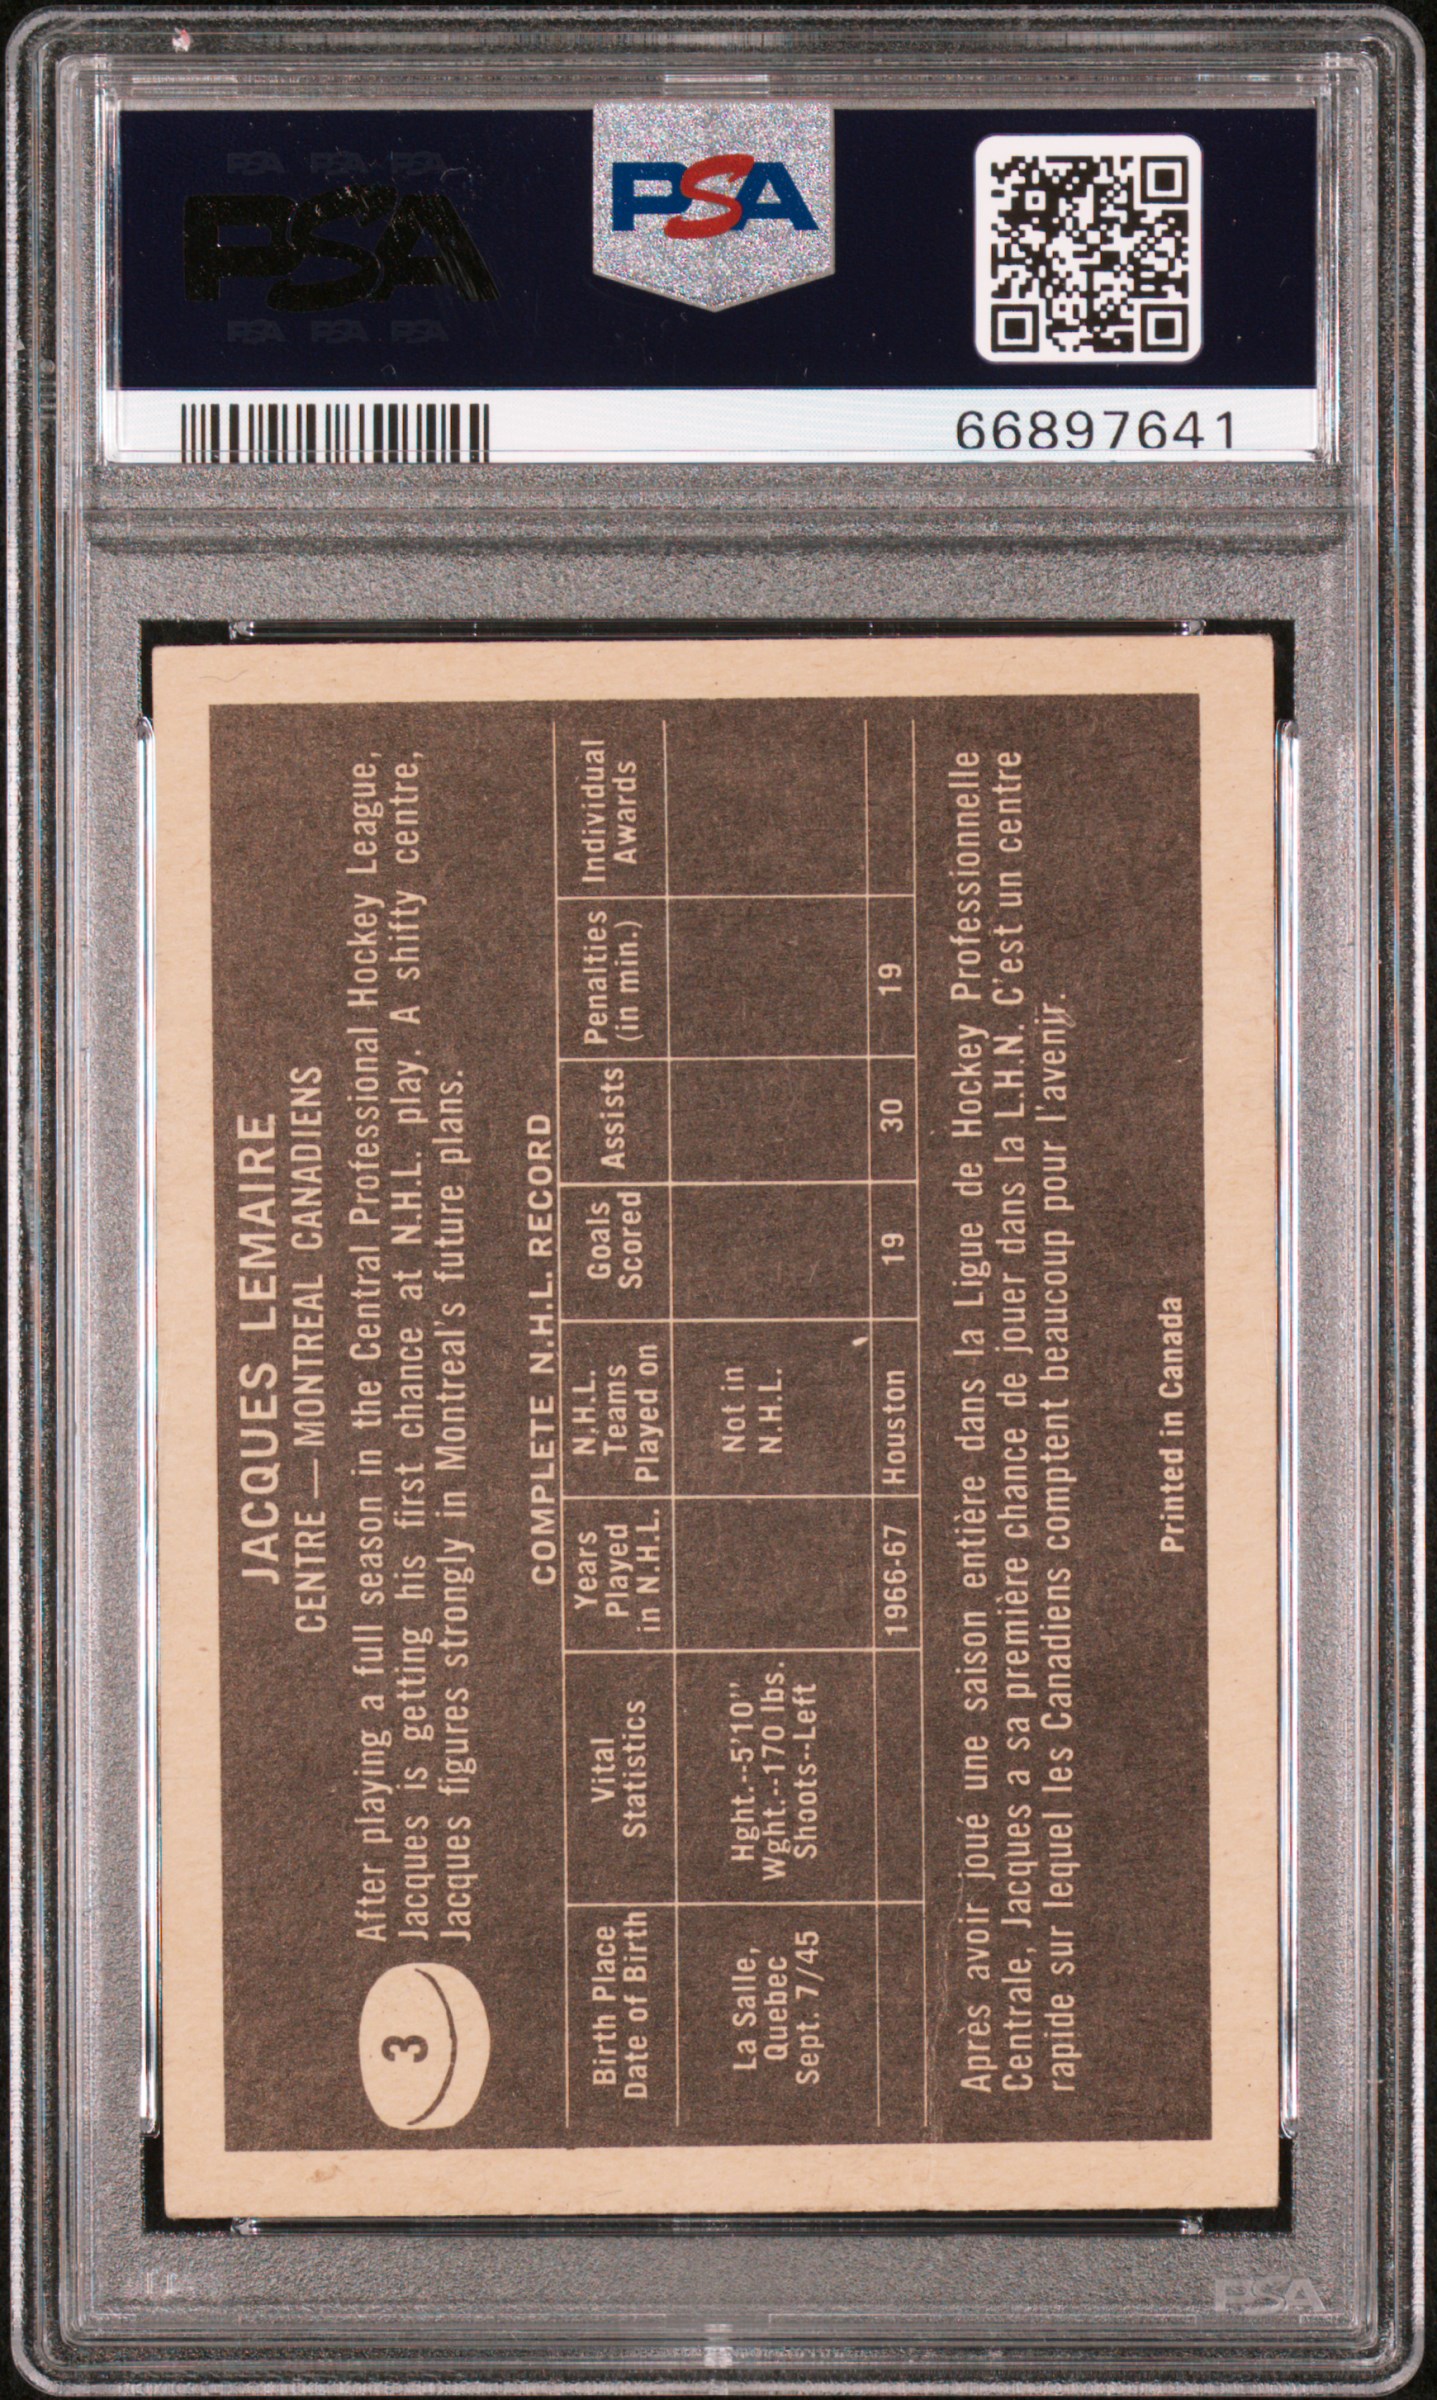 PSA PSA PSA
PSA
PSA PSA PSA
PSA
66897641
JACQUES LEMAIRE
CENTRE — MONTREAL CANADIENS
3
After playing a full season in the Central Professional Hockey League,
Jacques is getting his first chance at N.H.L. play. A shifty centre,
Jacques figures strongly in Montreal's future plans.
COMPLETE N.H.L. RECORD
Birth Place
Date of Birth
Vital
Statistics
Years
Played
in N.H.L.
N.H.L.
Teams
Played on
Goals
Scored
Assists
Penalties
(in min.)
Individual
Awards
La Salle,
Quebec
Sept. 7/45
Hght.--5'10"
Wght.--170 lbs.
Shoots--Left
Not in
N.H.L.
1966-67 Houston 19 30 19
Après avoir joué une saison entière dans la Ligue de Hockey Professionnelle
Centrale, Jacques a sa première chance de jouer dans la L.H.N. C'est un centre
rapide sur lequel les Canadiens comptent beaucoup pour l'avenir.
Printed in Canada
PSA